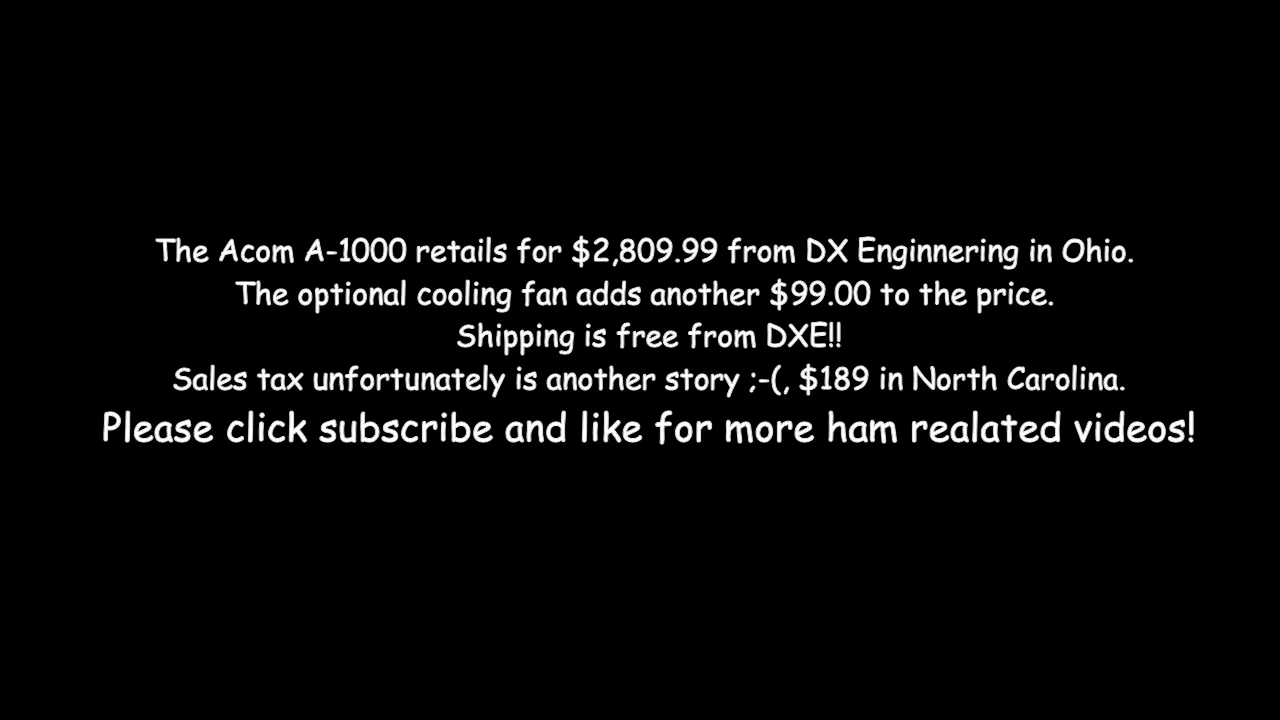 The Acom A-1000 retails for $2,809.99 from DX Enginnering in Ohio.
The optional cooling fan adds another $99.00 to the price.
Shipping is free from DXE!!
Sales tax unfortunately is another story ;-(, $189 in North Carolina.
Please click subscribe and like for more ham realated videos!